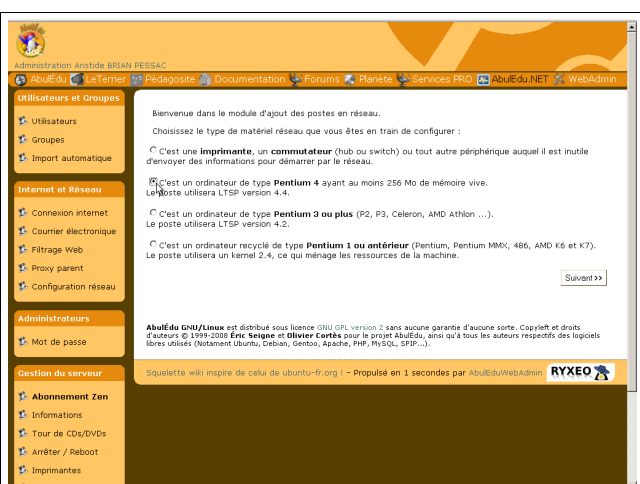 AbulÉdu
Administration Aristide BRIAN
PESSAC
AbulÉdu LeTerrier Pédagosite Documentation Forums Planète Services PRO AbulEdu.NET WebAdmin
Utilisateurs et Groupes
Utilisateurs
Groupes
Import automatique
Internet et Réseau
Connexion internet
Courrier électronique
Filtrage Web
Proxy parent
Configuration réseau
Administrateurs
Mot de passe
Gestion du serveur
Abonnement Zen
Informations
Tour de CDs/DVDs
Arrêter / Reboot
Imprimantes
Bienvenue dans le module d'ajout des postes en réseau.
Choisissez le type de matériel réseau que vous êtes en train de configurer :
C'est une imprimante, un commutateur (hub ou switch) ou tout autre périphérique auquel il est inutile
d'envoyer des informations pour démarrer par le réseau.
C'est un ordinateur de type Pentium 4 ayant au moins 256 Mo de mémoire vive.
Le poste utilisera LTSP version 4.4.
C'est un ordinateur de type Pentium 3 ou plus (P2, P3, Celeron, AMD Athlon ...).
Le poste utilisera LTSP version 4.2.
C'est un ordinateur recyclé de type Pentium 1 ou antérieur (Pentium, Pentium MMX, 486, AMD K6 et K7).
Le poste utilisera un kernel 2.4, ce qui ménage les ressources de la machine.
Suivant >>
AbulÉdu GNU/Linux est distribué sous licence GNU GPL version 2 sans aucune garantie d'aucune sorte. Copyleft et droits
d'auteurs © 1999-2008 Éric Seigne et Olivier Cortès pour le projet AbulÉdu, ainsi qu'à tous les auteurs respectifs des logiciels
libres utilisés (Notament Ubuntu, Debian, Gentoo, Apache, PHP, MySQL, SPIP...).
Squelette wiki inspire de celui de ubuntu-fr.org ! - Propulsé en 1 secondes par AbulEduWebAdmin RYXEO